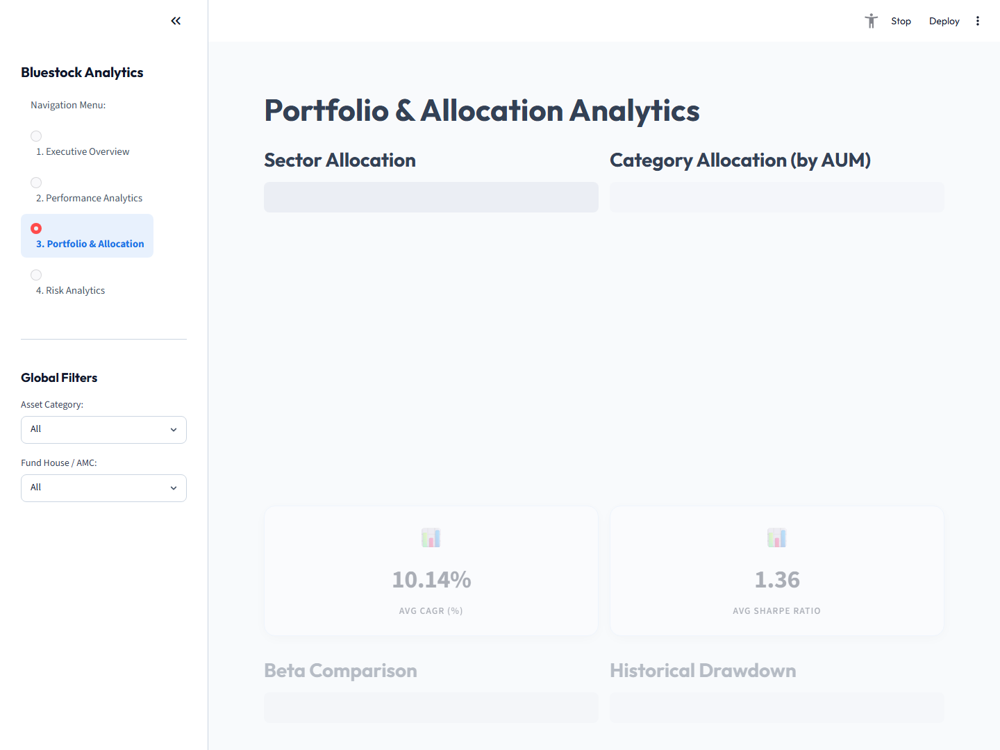 Stop
Deploy
Bluestock Analytics
Navigation Menu:
1. Executive Overview
2. Performance Analytics
3. Portfolio & Allocation
4. Risk Analytics
Global Filters
Asset Category:
All
Fund House / AMC:
All
Portfolio & Allocation Analytics
Sector Allocation
Category Allocation (by AUM)
10.14%
AVG CAGR (%)
1.36
AVG SHARPE RATIO
Beta Comparison
Historical Drawdown